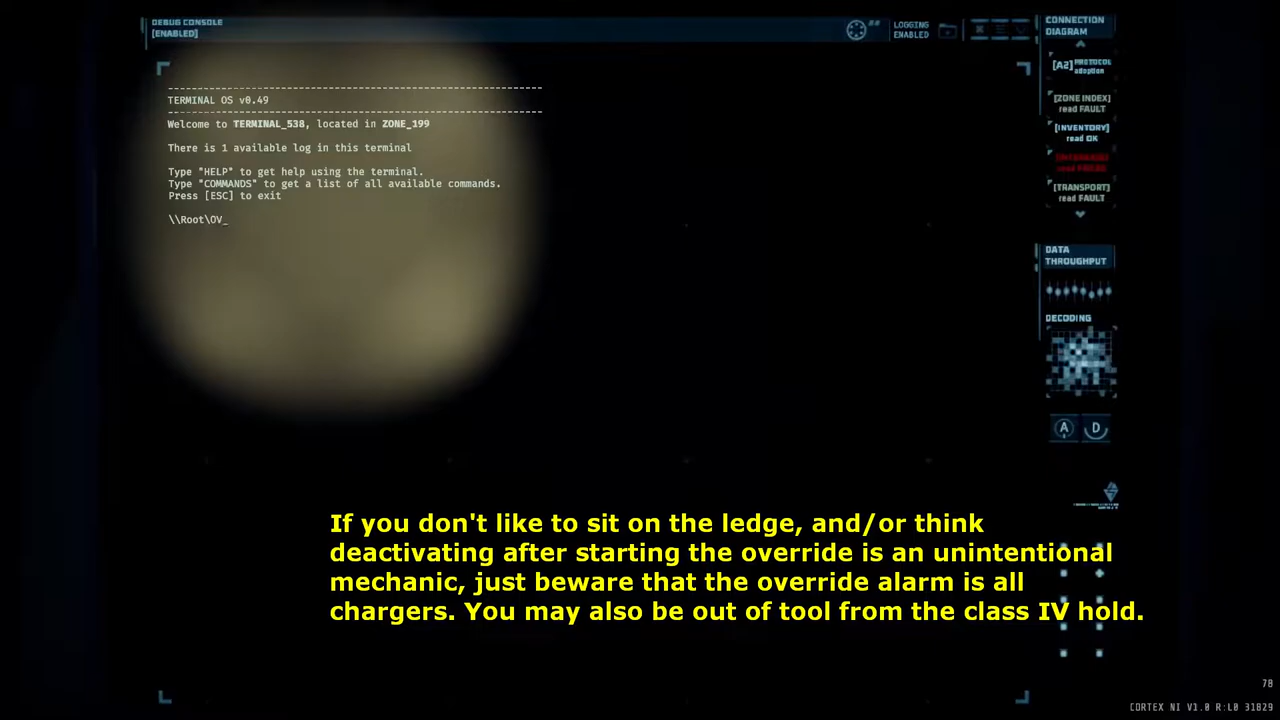 DEBUG CONSOLE
[ENABLED]
LOGGING
ENABLED
CONNECTION
DIAGRAM
[A2] PROTOCOL
adoption
[ZONE INDEX]
read FAULT
[INVENTORY]
read OK
[TRANSPORT]
read FAULT
DATA
THROUGHPUT
DECODING
A D
--------------------------------------------------------------
TERMINAL OS v0.49
--------------------------------------------------------------
Welcome to TERMINAL_538, located in ZONE_199
There is 1 available log in this terminal
Type "HELP" to get help using the terminal.
Type "COMMANDS" to get a list of all available commands.
Press [ESC] to exit
\\Root\OV_
If you don't like to sit on the ledge, and/or think
deactivating after starting the override is an unintentional
mechanic, just beware that the override alarm is all
chargers. You may also be out of tool from the class IV hold.
78
CORTEX NI V1.0 R:L0 31829